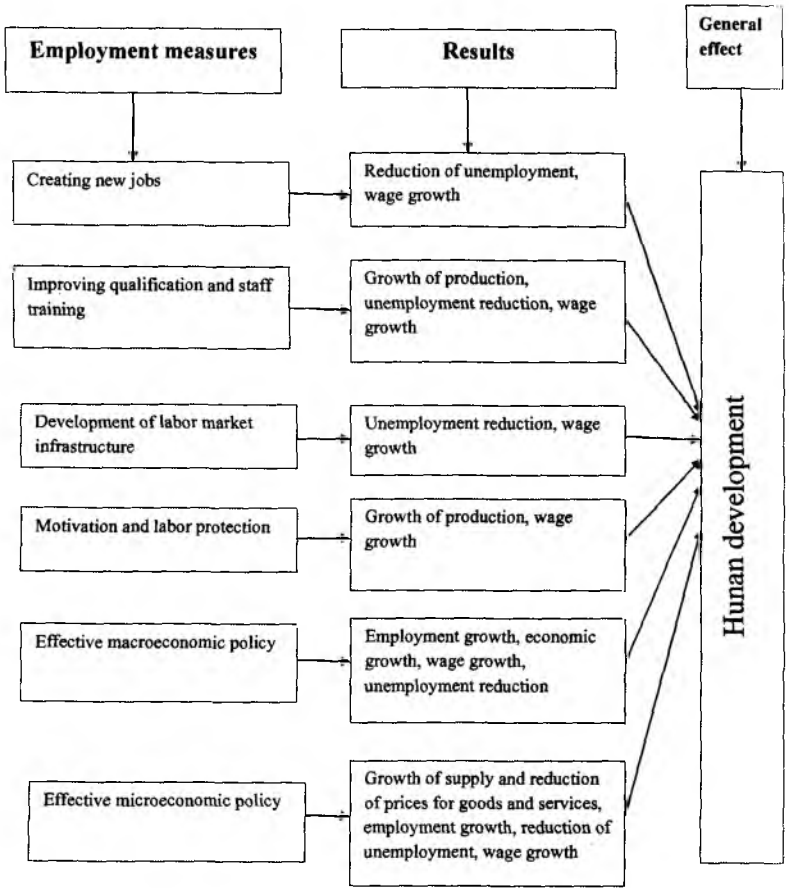 Employment measures
Results
General
effect
Creating new jobs
Reduction of unemployment,
wage growth
Improving qualification and staff
training
Growth of production,
unemployment reduction, wage
growth
Development of labor market
infrastructure
Unemployment reduction, wage
growth
Motivation and labor protection
Growth of production, wage
growth
Effective macroeconomic policy
Employment growth, economic
growth, wage growth,
unemployment reduction
Effective microeconomic policy
Growth of supply and reduction
of prices for goods and services,
employment growth, reduction of
unemployment, wage growth
Hunan development